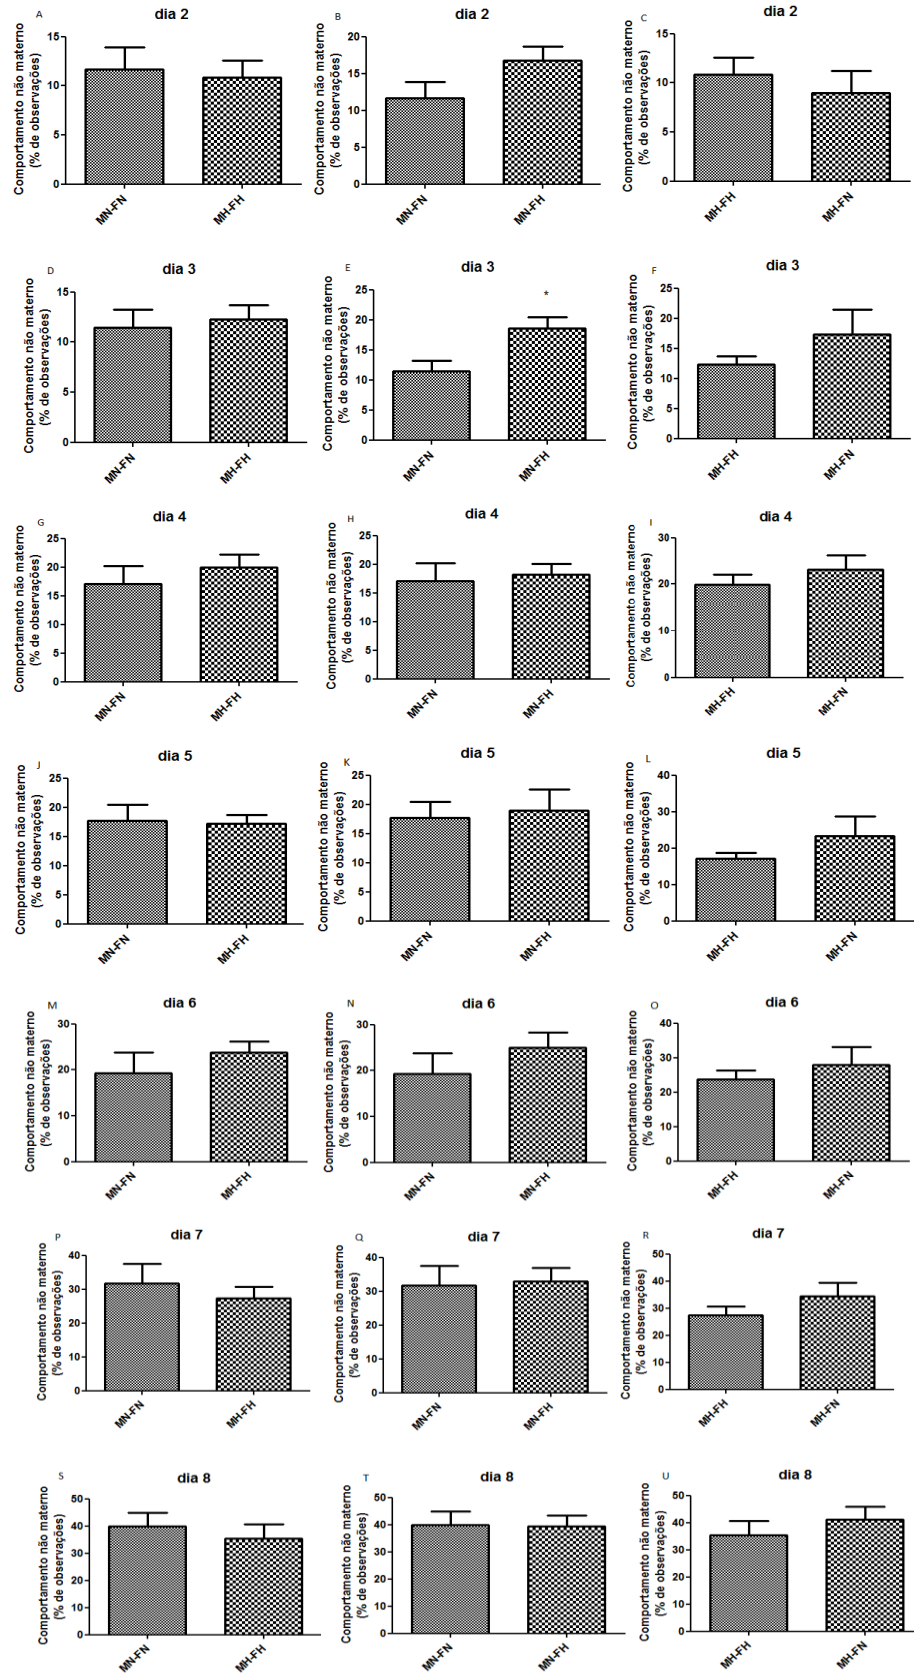 A
dia 2
Comportamento não materno
(% de observações)
15
10
5
0
MN-FN
MH-FH
B
dia 2
Comportamento não materno
(% de observações)
20
15
10
5
0
MN-FN
MN-FH
C
dia 2
Comportamento não materno
(% de observações)
15
10
5
0
MH-FH
MH-FN
D
dia 3
Comportamento não materno
(% de observações)
15
10
5
0
MN-FN
MH-FH
E
dia 3
Comportamento não materno
(% de observações)
25
20
15
10
5
0
*
MN-FN
MN-FH
F
dia 3
Comportamento não materno
(% de observações)
25
20
15
10
5
0
MH-FH
MH-FN
G
dia 4
Comportamento não materno
(% de observações)
25
20
15
10
5
0
MN-FN
MH-FH
H
dia 4
Comportamento não materno
(% de observações)
25
20
15
10
5
0
MN-FN
MN-FH
I
dia 4
Comportamento não materno
(% de observações)
30
20
10
0
MH-FH
MH-FN
J
dia 5
Comportamento não materno
(% de observações)
25
20
15
10
5
0
MN-FN
MH-FH
K
dia 5
Comportamento não materno
(% de observações)
25
20
15
10
5
0
MN-FN
MN-FH
L
dia 5
Comportamento não materno
(% de observações)
40
30
20
10
0
MH-FH
MH-FN
M
dia 6
Comportamento não materno
(% de observações)
30
20
10
0
MN-FN
MH-FH
N
dia 6
Comportamento não materno
(% de observações)
30
20
10
0
MN-FN
MN-FH
O
dia 6
Comportamento não materno
(% de observações)
40
30
20
10
0
MH-FH
MH-FN
P
dia 7
Comportamento não materno
(% de observações)
40
30
20
10
0
MN-FN
MH-FH
Q
dia 7
Comportamento não materno
(% de observações)
40
30
20
10
0
MN-FN
MN-FH
R
dia 7
Comportamento não materno
(% de observações)
50
40
30
20
10
0
MH-FH
MH-FN
S
dia 8
Comportamento não materno
(% de observações)
50
40
30
20
10
0
MN-FN
MH-FH
T
dia 8
Comportamento não materno
(% de observações)
50
40
30
20
10
0
MN-FN
MN-FH
U
dia 8
Comportamento não materno
(% de observações)
50
40
30
20
10
0
MH-FH
MH-FN